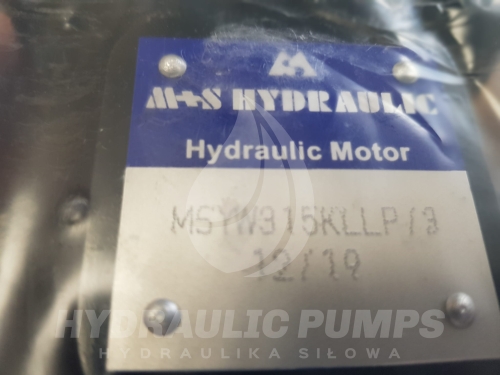 M+S HYDRAULIC
Hydraulic Motor
MSYW315KLLP/3
12/19
HYDRAULIC PUMPS
HYDRAULIKA SIŁOWA